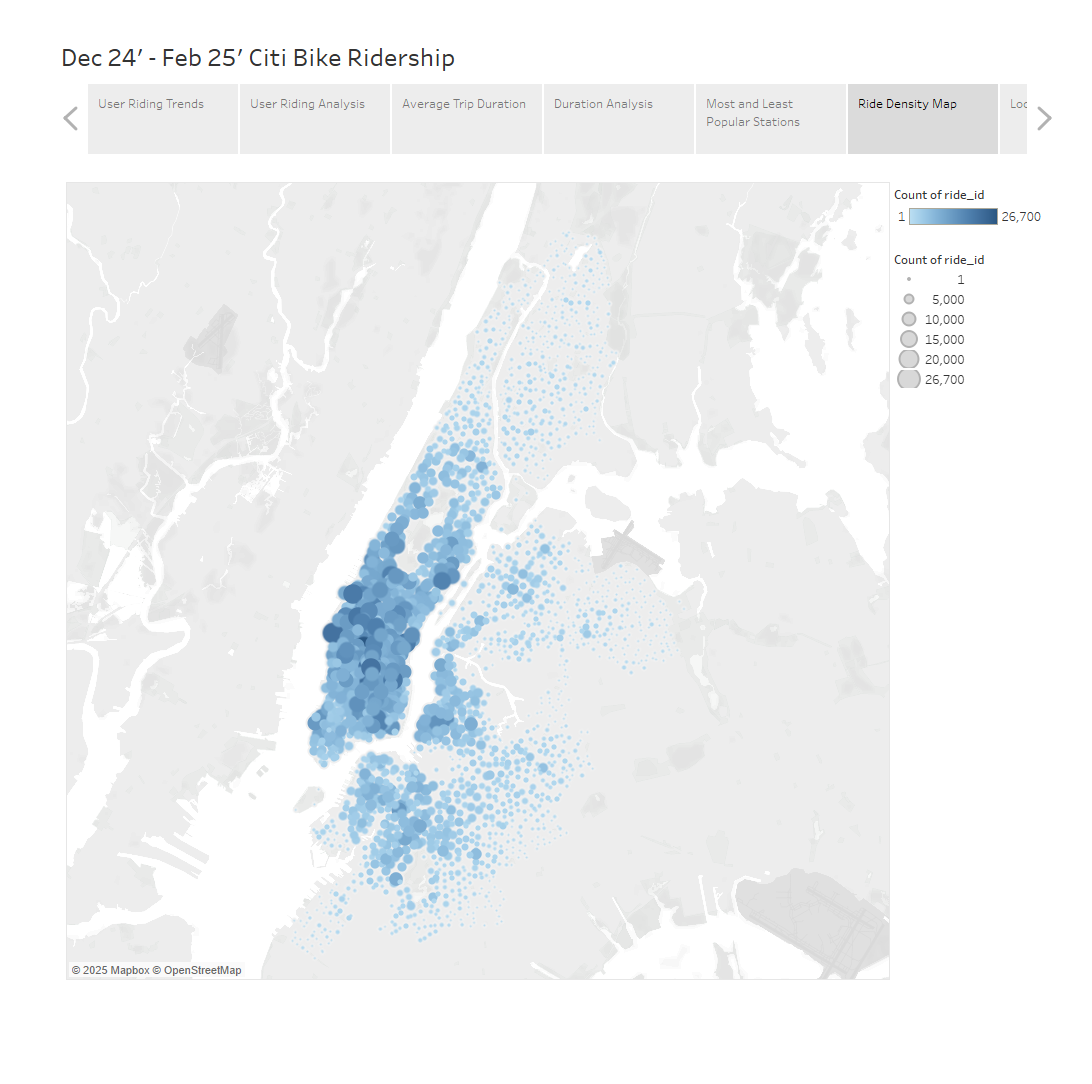 Dec 24’ - Feb 25’ Citi Bike Ridership
User Riding Trends
User Riding Analysis
Average Trip Duration
Duration Analysis
Most and Least
Popular Stations
Ride Density Map
Count of ride_id
1 26,700
Count of ride_id
1
5,000
10,000
15,000
20,000
26,700
© 2025 Mapbox © OpenStreetMap